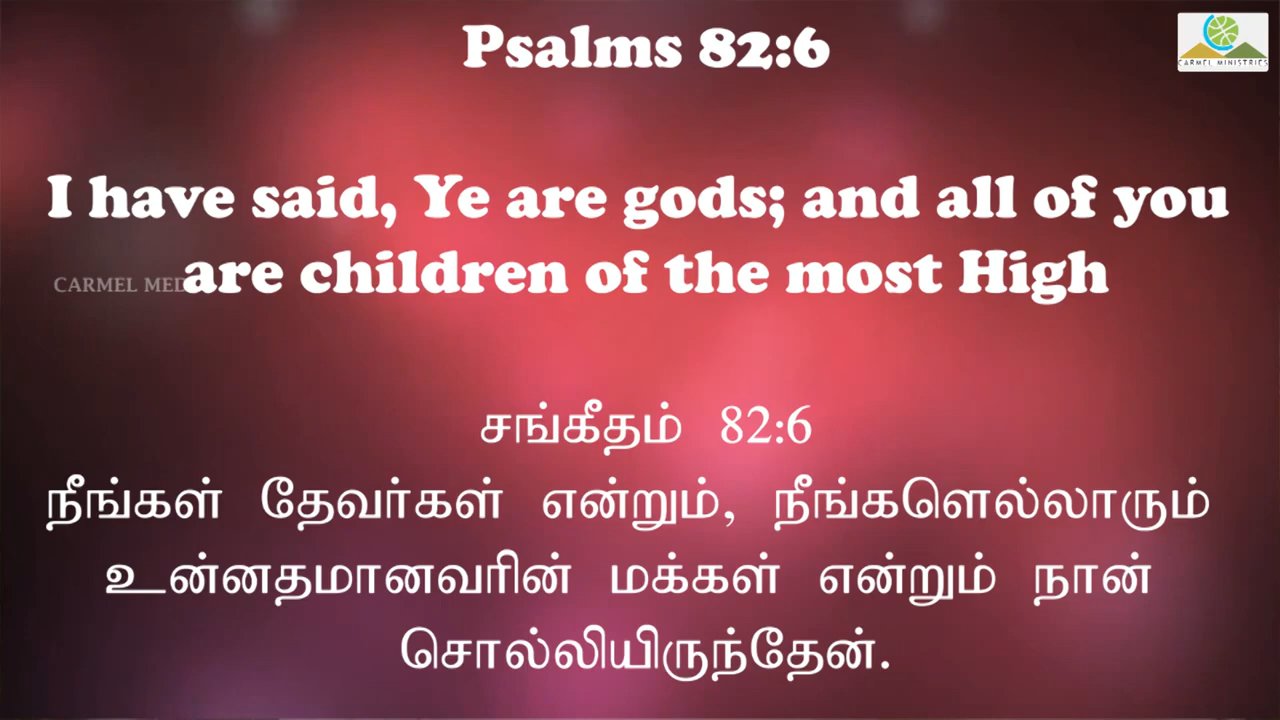 Psalms 82:6
CARMEL MINISTRIES
I have said, Ye are gods; and all of you
are children of the most High
CARMEL MED
சங்கீதம் 82:6
நீங்கள் தேவர்கள் என்றும், நீங்களெல்லாரும்
உன்னதமானவரின் மக்கள் என்றும் நான்
சொல்லியிருந்தேன்.